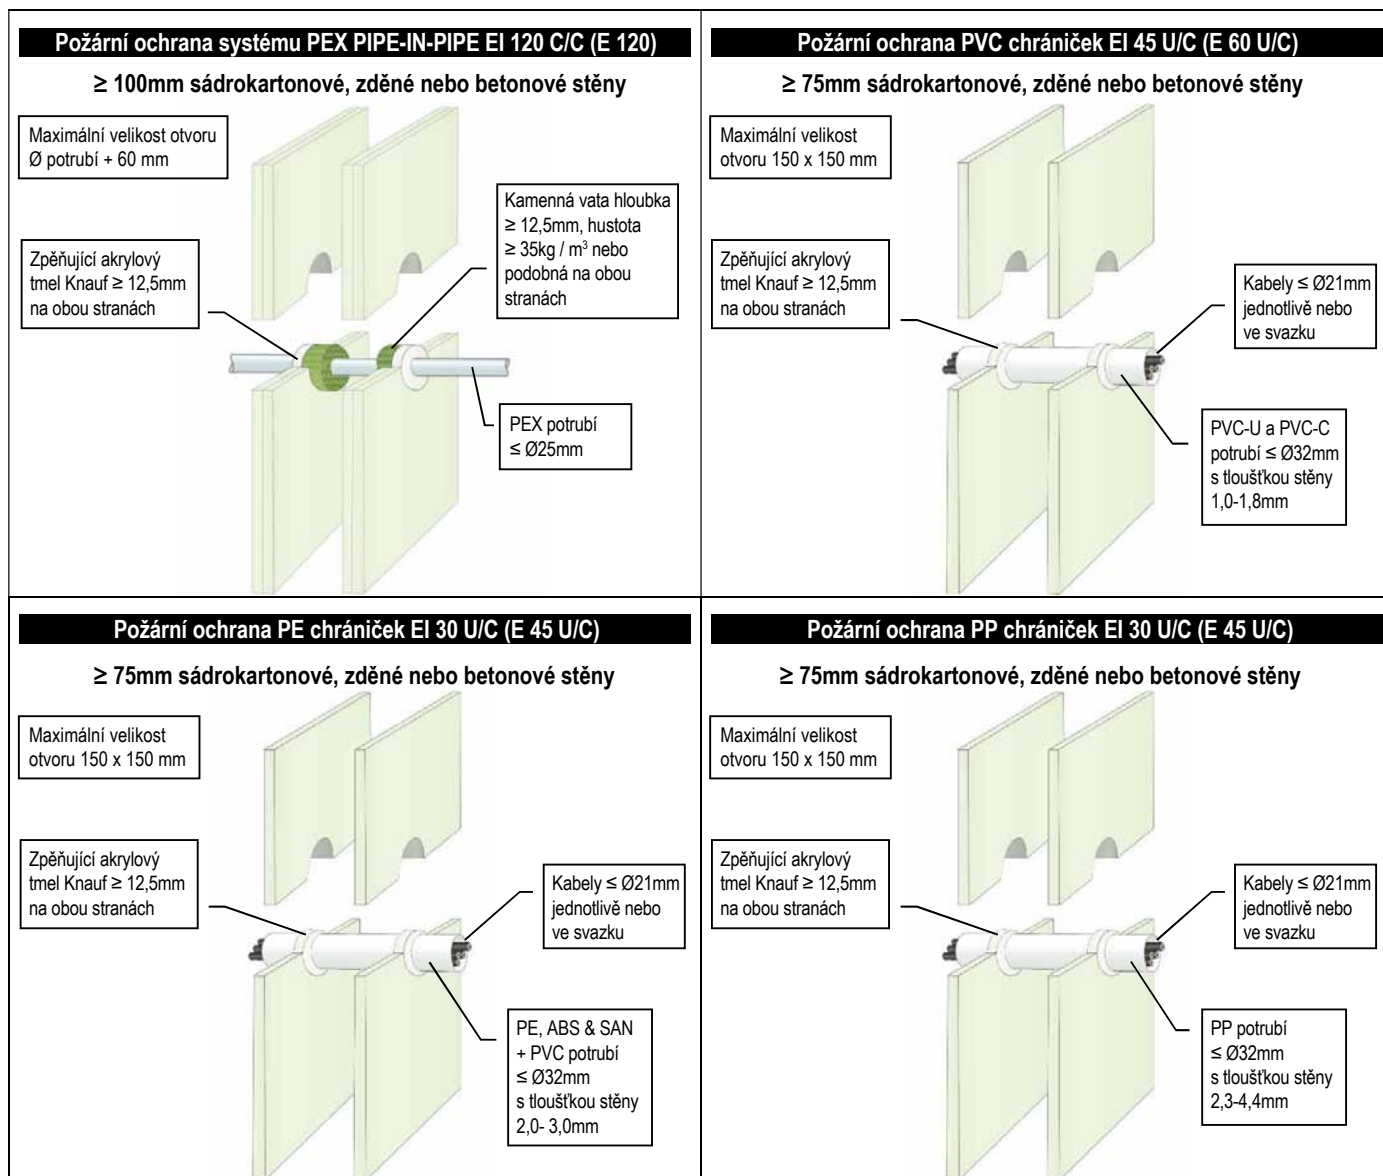 Požární ochrana systému PEX PIPE-IN-PIPE EI 120 C/C (E 120)
≥ 100mm sádrokartonové, zděné nebo betonové stěny
Maximální velikost otvoru
Ø potrubí + 60 mm
Kamenná vata hloubka
≥ 12,5mm, hustota
≥ 35kg / m³ nebo
podobná na obou
stranách
Zpěňující akrylový
tmel Knauf ≥ 12,5mm
na obou stranách
PEX potrubí
≤ Ø25mm
Požární ochrana PVC chrániček EI 45 U/C (E 60 U/C)
≥ 75mm sádrokartonové, zděné nebo betonové stěny
Maximální velikost
otvoru 150 x 150 mm
Zpěňující akrylový
tmel Knauf ≥ 12,5mm
na obou stranách
Kabely ≤ Ø21mm
jednotlivě nebo
ve svazku
PVC-U a PVC-C
potrubí ≤ Ø32mm
s tloušťkou stěny
1,0-1,8mm
Požární ochrana PE chrániček EI 30 U/C (E 45 U/C)
≥ 75mm sádrokartonové, zděné nebo betonové stěny
Maximální velikost
otvoru 150 x 150 mm
Zpěňující akrylový
tmel Knauf ≥ 12,5mm
na obou stranách
Kabely ≤ Ø21mm
jednotlivě nebo
ve svazku
PE, ABS & SAN
+ PVC potrubí
≤ Ø32mm
s tloušťkou stěny
2,0- 3,0mm
Požární ochrana PP chrániček EI 30 U/C (E 45 U/C)
≥ 75mm sádrokartonové, zděné nebo betonové stěny
Maximální velikost
otvoru 150 x 150 mm
Zpěňující akrylový
tmel Knauf ≥ 12,5mm
na obou stranách
Kabely ≤ Ø21mm
jednotlivě nebo
ve svazku
PP potrubí
≤ Ø32mm
s tloušťkou stěny
2,3-4,4mm